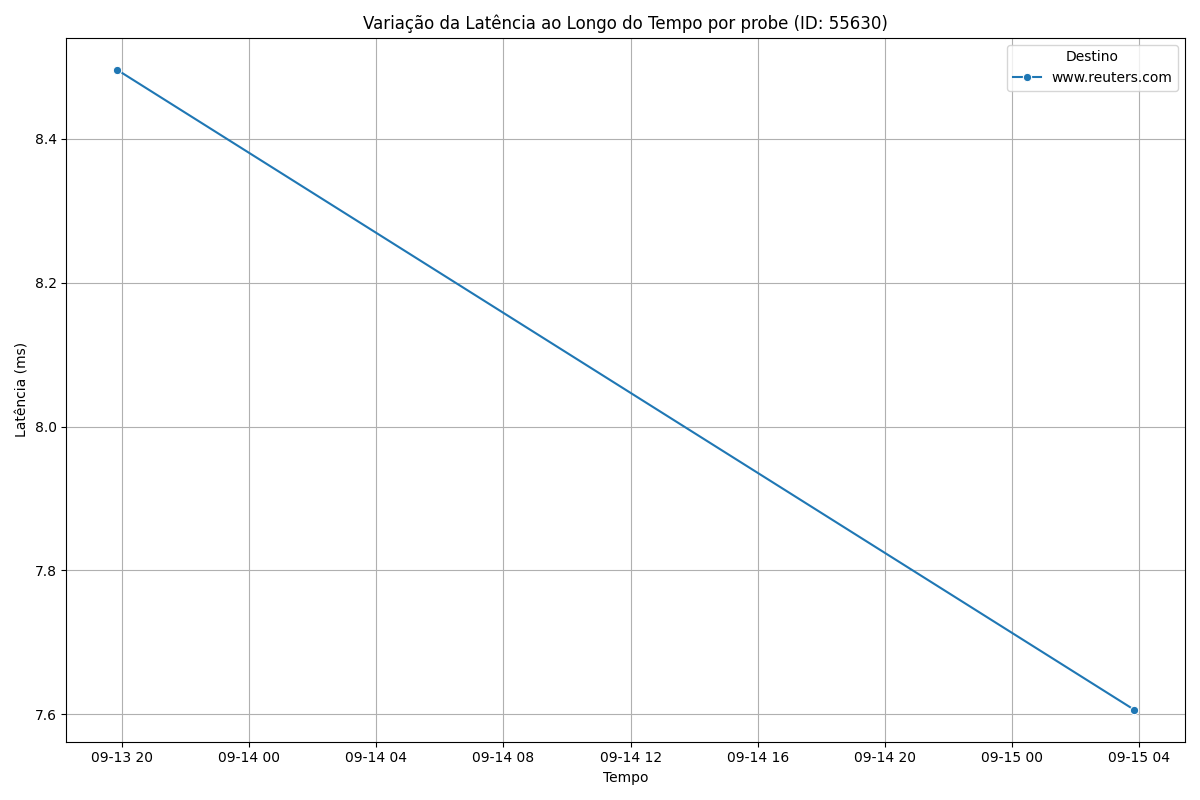 Variação da Latência ao Longo do Tempo por probe (ID: 55630)
Destino
www.reuters.com
8.4
8.2
8.0
7.8
7.6
Latência (ms)
09-13 20 09-14 00 09-14 04 09-14 08 09-14 12 09-14 16 09-14 20 09-15 00 09-15 04
Tempo